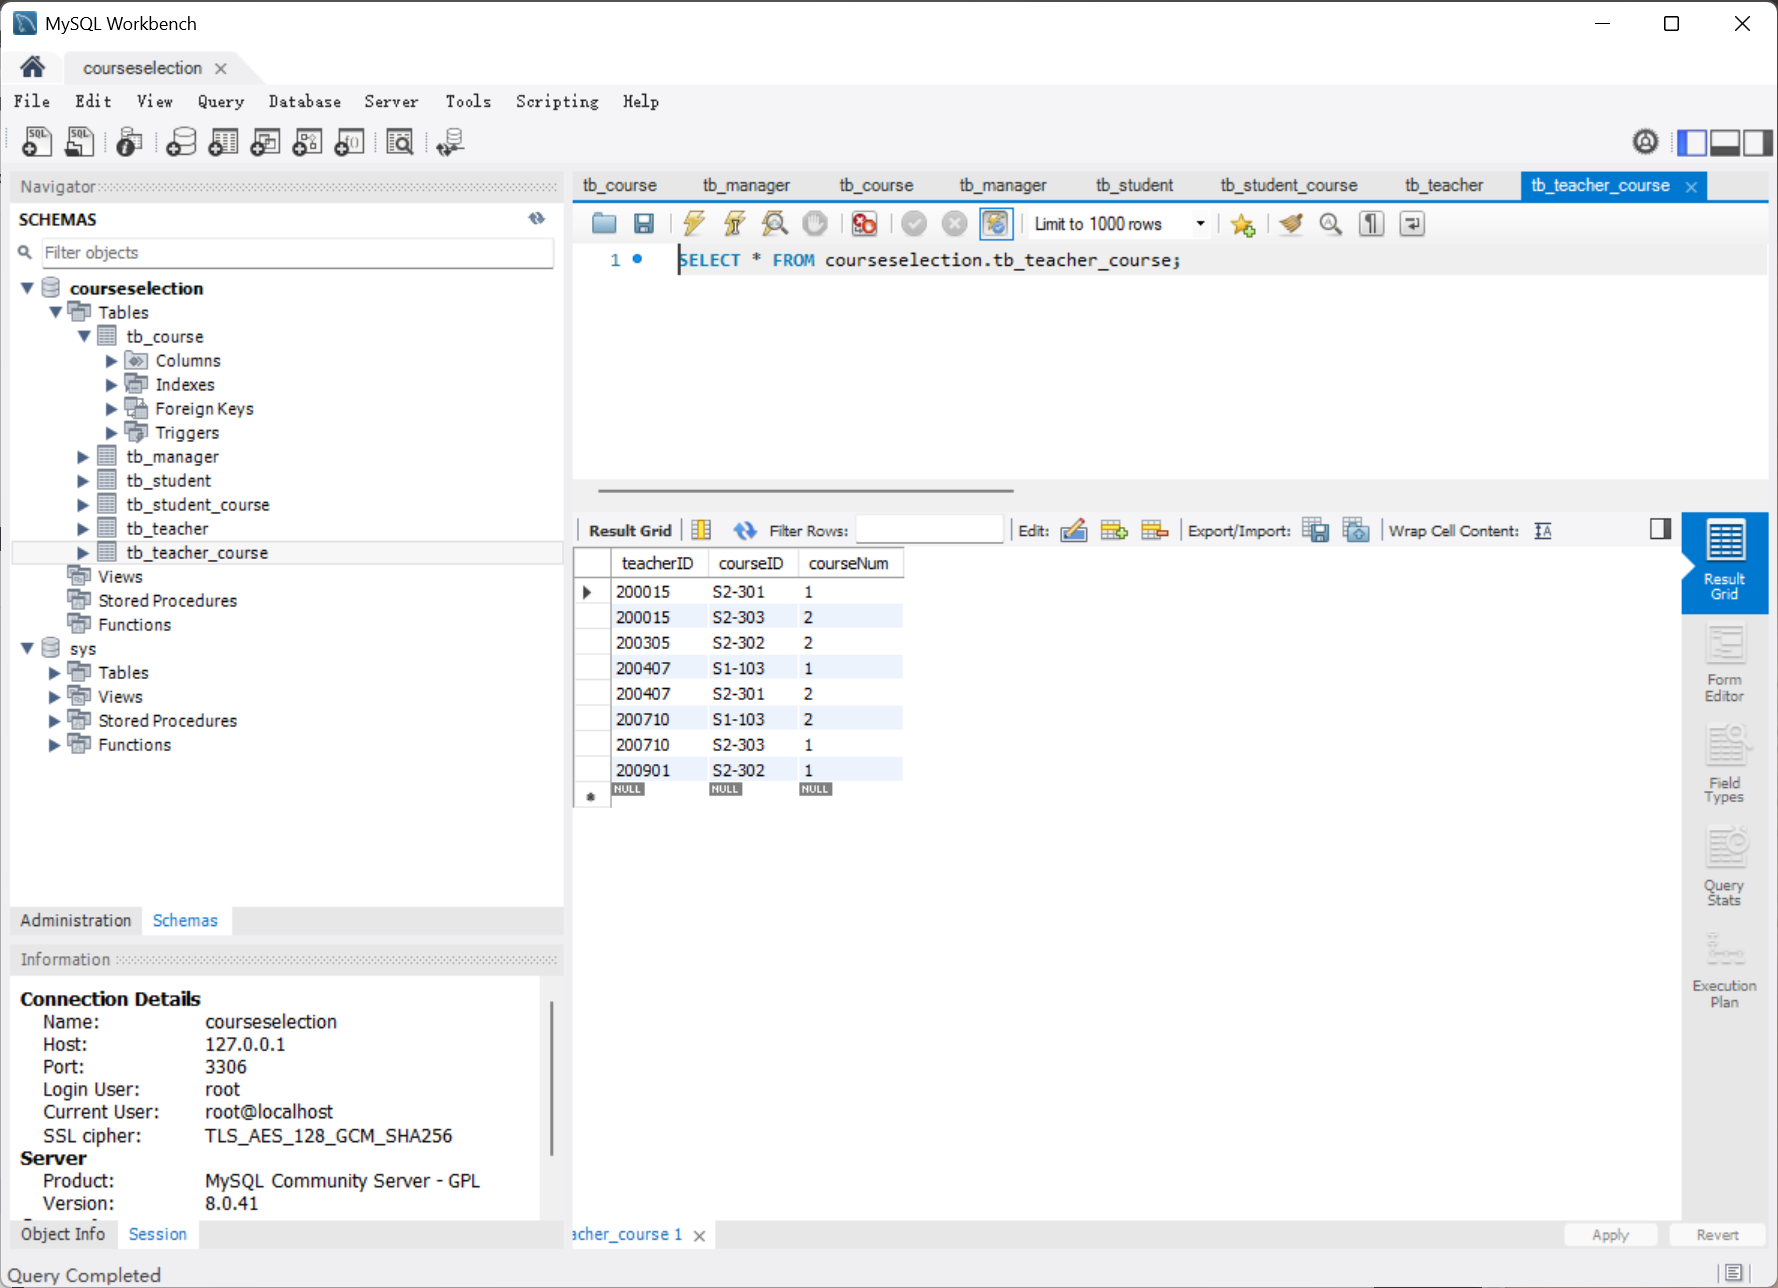 MySQL Workbench
courseselection
File Edit View Query Database Server Tools Scripting Help
Navigator
SCHEMAS
Filter objects
courseselection
Tables
tb_course
Columns
Indexes
Foreign Keys
Triggers
tb_manager
tb_student
tb_student_course
tb_teacher
tb_teacher_course
Views
Stored Procedures
Functions
sys
Tables
Views
Stored Procedures
Functions
Administration Schemas
Information
Connection Details
Name: courseselection
Host: 127.0.0.1
Port: 3306
Login User: root
Current User: root@localhost
SSL cipher: TLS_AES_128_GCM_SHA256
Server
Product: MySQL Community Server - GPL
Version: 8.0.41
Object Info Session
Query Completed
tb_course tb_manager tb_course tb_manager tb_student tb_student_course tb_teacher tb_teacher_course
Limit to 1000 rows
1 SELECT * FROM courseselection.tb_teacher_course;
Result Grid Filter Rows: Edit: Export/Import: Wrap Cell Content:
teacherID courseID courseNum
200015 S2-301 1
200015 S2-303 2
200305 S2-302 2
200407 S1-103 1
200407 S2-301 2
200710 S1-103 2
200710 S2-303 1
200901 S2-302 1
NULL NULL NULL
Result
Grid
Form
Editor
Field
Types
Query
Stats
Execution
Plan
acher_course 1
Apply Revert